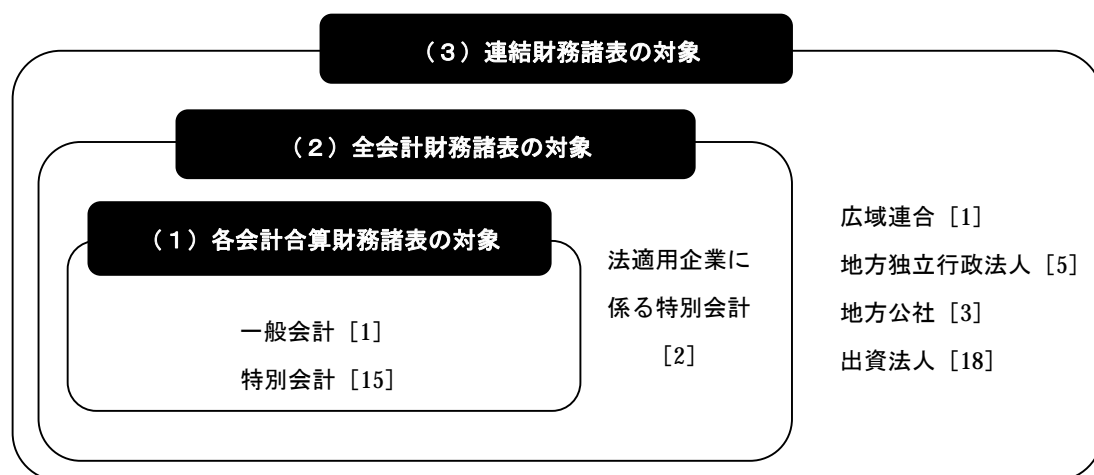 (3)連結財務諸表の対象
(2)全会計財務諸表の対象
(1)各会計合算財務諸表の対象
一般会計 [1]
特別会計 [15]
法適用企業に
係る特別会計
[2]
広域連合 [1]
地方独立行政法人 [5]
地方公社 [3]
出資法人 [18]